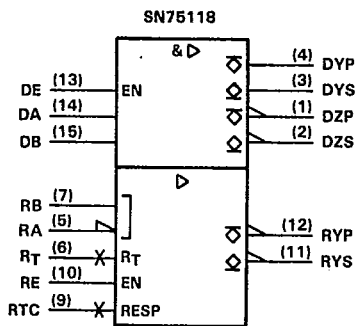 SN75118
& ▷
DE (13) EN
DA (14)
DB (15)
(4) DYP
(3) DYS
(1) DZP
(2) DZS
▷
RB (7)
RA (5)
RT (6) RT
RE (10) EN
RTC (9) RESP
(12) RYP
(11) RYS